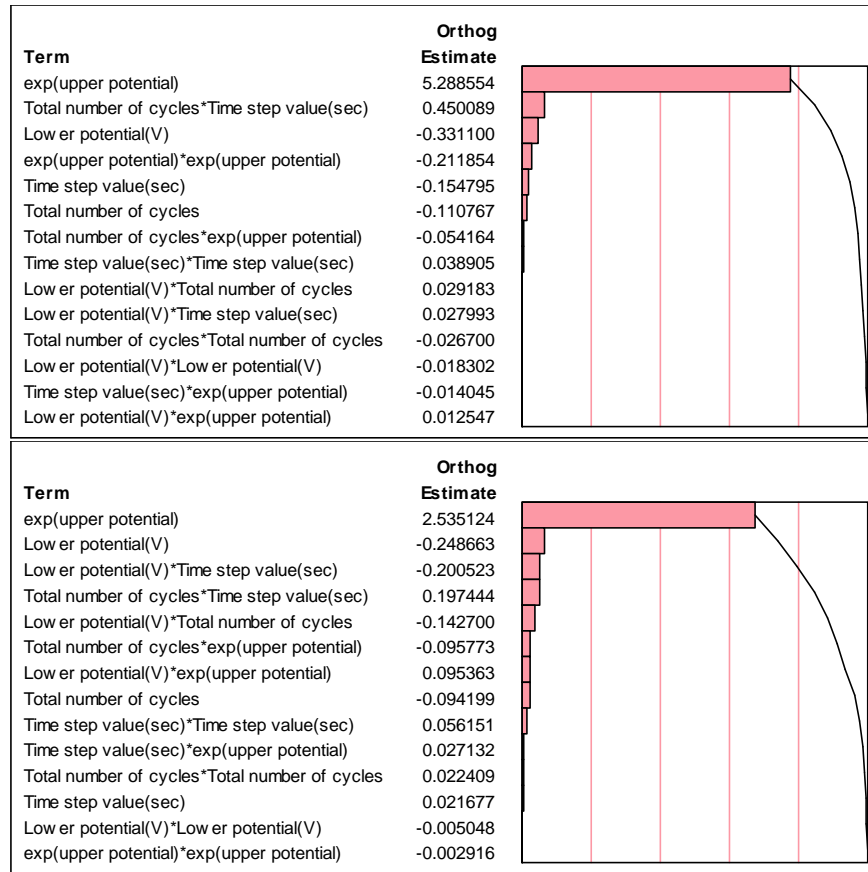 Orthog
Term Estimate
exp(upper potential) 5.288554
Total number of cycles*Time step value(sec) 0.450089
Lower potential(V) -0.331100
exp(upper potential)*exp(upper potential) -0.211854
Time step value(sec) -0.154795
Total number of cycles -0.110767
Total number of cycles*exp(upper potential) -0.054164
Time step value(sec)*Time step value(sec) 0.038905
Lower potential(V)*Total number of cycles 0.029183
Lower potential(V)*Time step value(sec) 0.027993
Total number of cycles*Total number of cycles -0.026700
Lower potential(V)*Lower potential(V) -0.018302
Time step value(sec)*exp(upper potential) -0.014045
Lower potential(V)*exp(upper potential) 0.012547
Orthog
Term Estimate
exp(upper potential) 2.535124
Lower potential(V) -0.248663
Lower potential(V)*Time step value(sec) -0.200523
Total number of cycles*Time step value(sec) 0.197444
Lower potential(V)*Total number of cycles -0.142700
Total number of cycles*exp(upper potential) -0.095773
Lower potential(V)*exp(upper potential) 0.095363
Total number of cycles -0.094199
Time step value(sec)*Time step value(sec) 0.056151
Time step value(sec)*exp(upper potential) 0.027132
Total number of cycles*Total number of cycles 0.022409
Time step value(sec) 0.021677
Lower potential(V)*Lower potential(V) -0.005048
exp(upper potential)*exp(upper potential) -0.002916